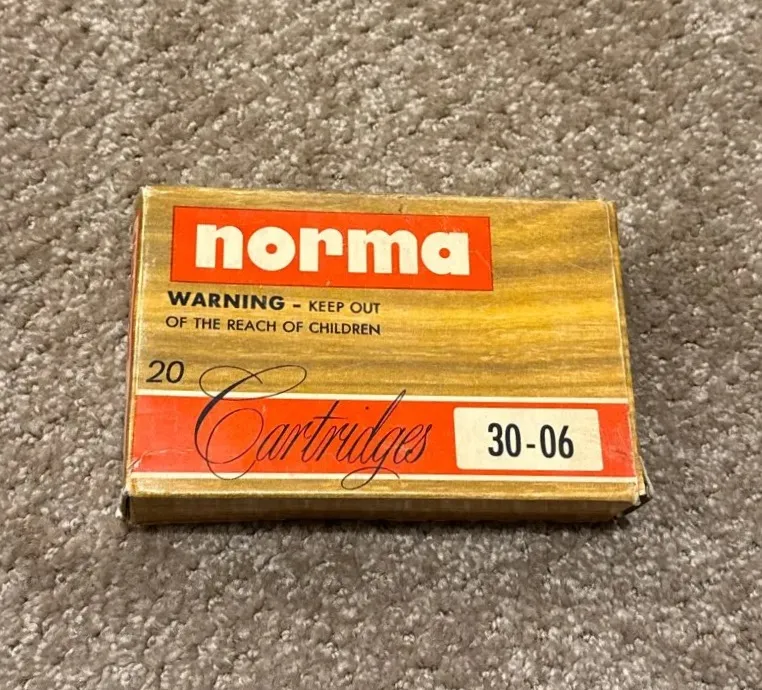 norma
WARNING - KEEP OUT
OF THE REACH OF CHILDREN
20
Cartridges 30-06